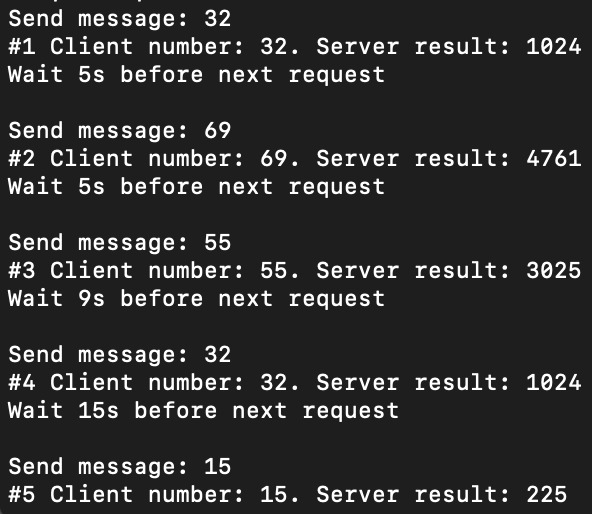 Send message: 32
#1 Client number: 32. Server result: 1024
Wait 5s before next request
Send message: 69
#2 Client number: 69. Server result: 4761
Wait 5s before next request
Send message: 55
#3 Client number: 55. Server result: 3025
Wait 9s before next request
Send message: 32
#4 Client number: 32. Server result: 1024
Wait 15s before next request
Send message: 15
#5 Client number: 15. Server result: 225